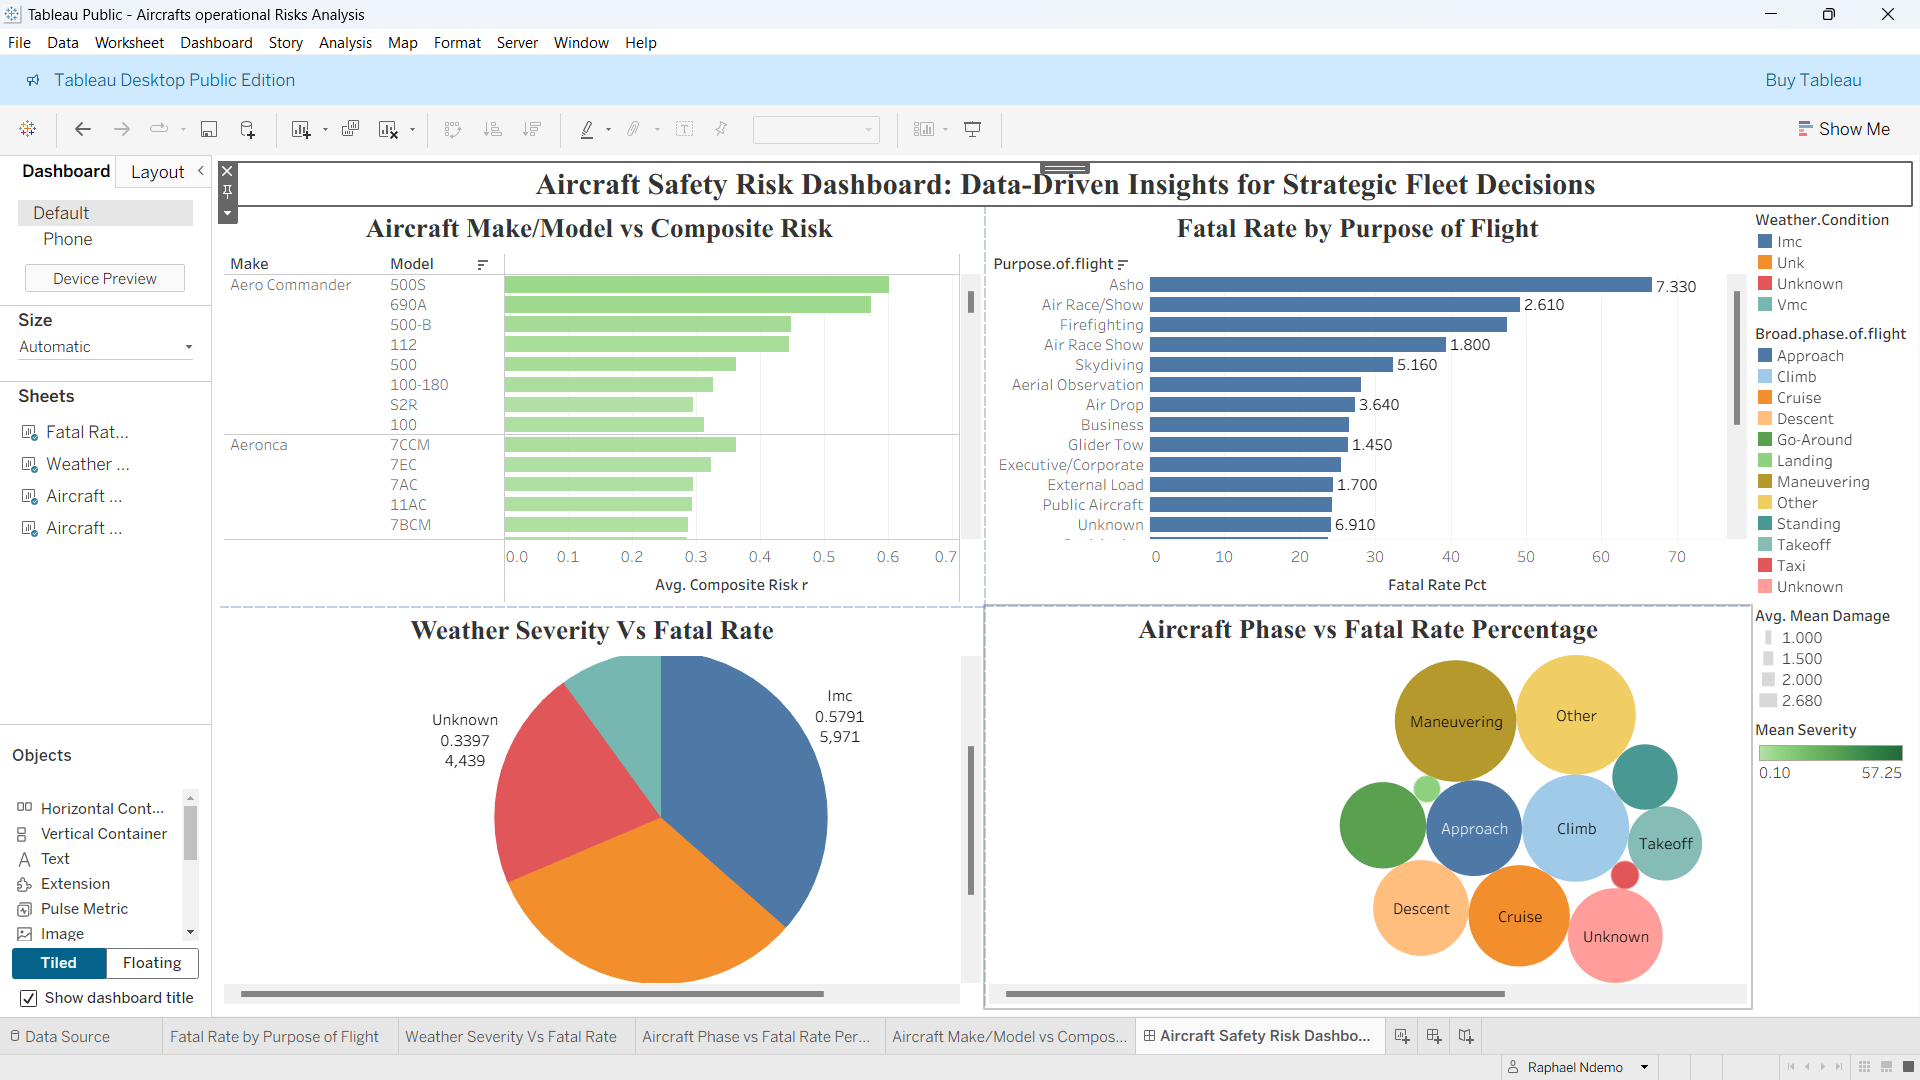 Tableau Public - Aircrafts operational Risks Analysis
File Data Worksheet Dashboard Story Analysis Map Format Server Window Help
Tableau Desktop Public Edition
Buy Tableau
Show Me
Dashboard
Layout
Default
Phone
Device Preview
Size
Automatic
Sheets
Fatal Rat...
Weather ...
Aircraft ...
Aircraft ...
Objects
Horizontal Cont...
Vertical Container
Text
Extension
Pulse Metric
Image
Tiled
Floating
Show dashboard title
Aircraft Safety Risk Dashboard: Data-Driven Insights for Strategic Fleet Decisions
Aircraft Make/Model vs Composite Risk
Make Model
Aero Commander 500S
690A
500-B
112
500
100-180
S2R
100
Aeronca 7CCM
7EC
7AC
11AC
7BCM
0.0 0.1 0.2 0.3 0.4 0.5 0.6 0.7
Avg. Composite Risk r
Fatal Rate by Purpose of Flight
Purpose.of.flight
Asho 7.330
Air Race/Show 2.610
Firefighting
Air Race Show 1.800
Skydiving 5.160
Aerial Observation
Air Drop 3.640
Business
Glider Tow 1.450
Executive/Corporate
External Load 1.700
Public Aircraft
Unknown 6.910
0 10 20 30 40 50 60 70
Fatal Rate Pct
Weather Severity Vs Fatal Rate
Imc
0.5791
5,971
Unknown
0.3397
4,439
Aircraft Phase vs Fatal Rate Percentage
Maneuvering
Other
Approach
Climb
Takeoff
Descent
Cruise
Unknown
Weather.Condition
Imc
Unk
Unknown
Vmc
Broad.phase.of.flight
Approach
Climb
Cruise
Descent
Go-Around
Landing
Maneuvering
Other
Standing
Takeoff
Taxi
Unknown
Avg. Mean Damage
1.000
1.500
2.000
2.680
Mean Severity
0.10 57.25
Data Source
Fatal Rate by Purpose of Flight
Weather Severity Vs Fatal Rate
Aircraft Phase vs Fatal Rate Per...
Aircraft Make/Model vs Compos...
Aircraft Safety Risk Dashbo...
Raphael Ndemo